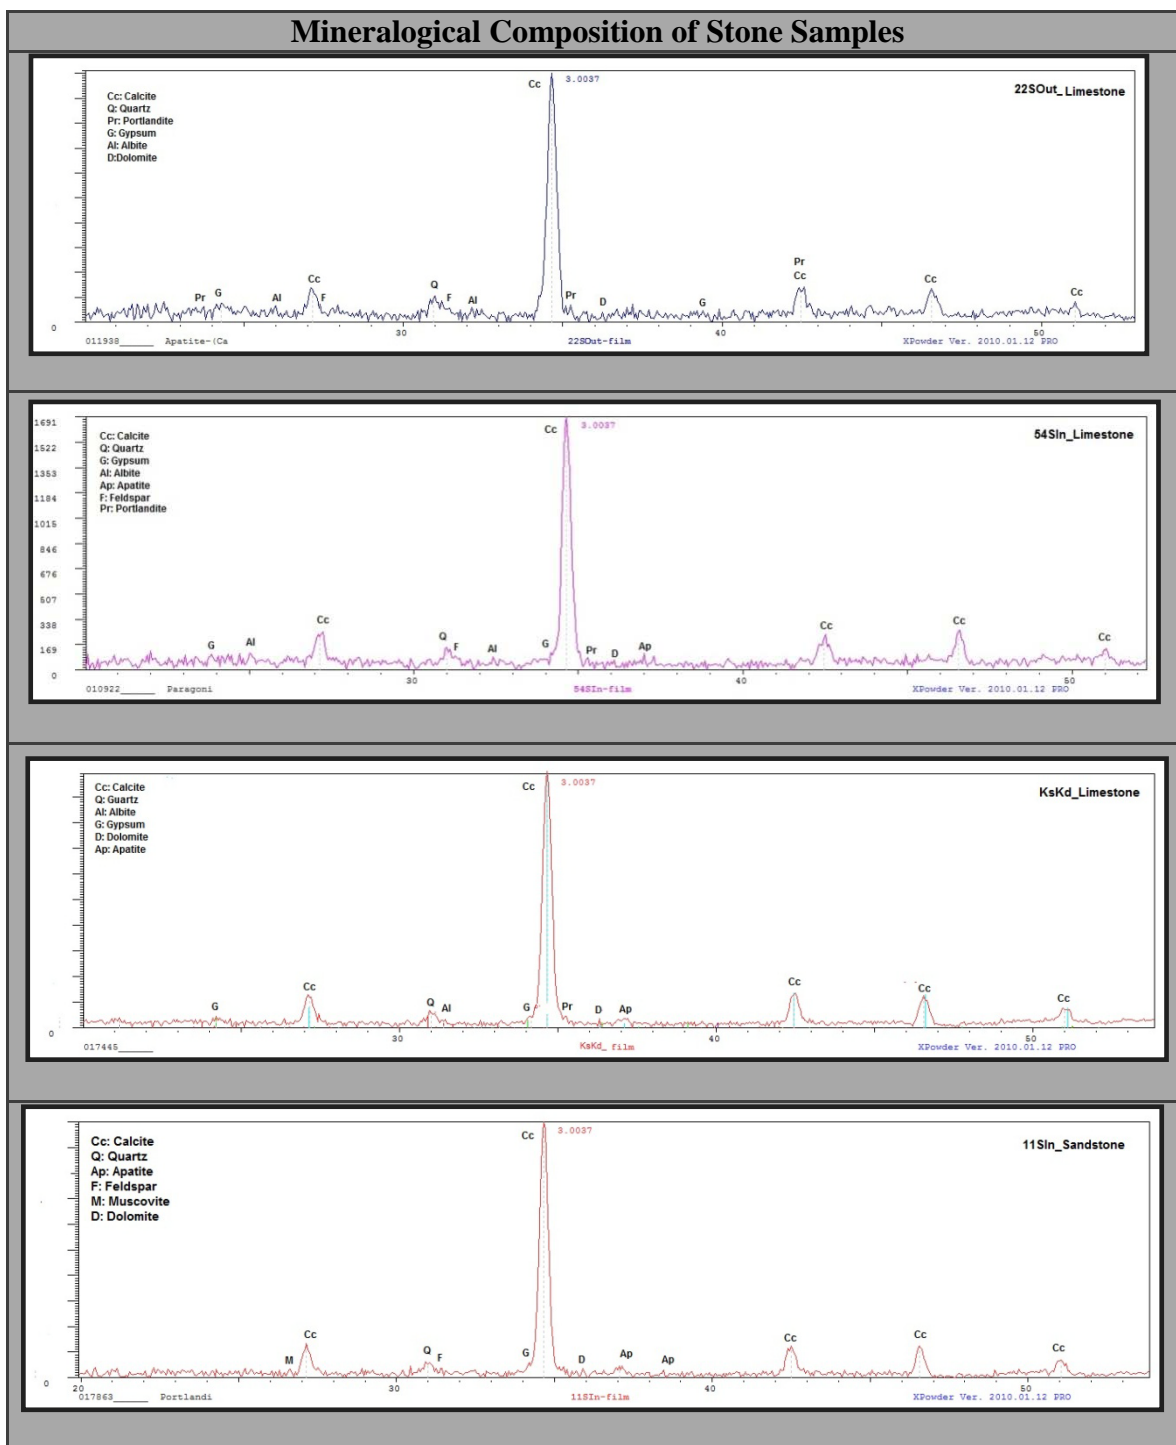 Mineralogical Composition of Stone Samples
Cc: Calcite
Q: Quartz
Pr: Portlandite
G: Gypsum
Al: Albite
D:Dolomite
Cc 3.0037
22SOut_Limestone
Pr G Al Cc F Q F Al Pr D G Pr Cc Cc Cc
0 30 40 50
011938______ Apatite-(Ca 22SOut-film XPowder Ver. 2010.01.12 PRO
1691
1522
1353
1184
1015
846
676
507
338
169
0
Cc: Calcite
Q: Quartz
G: Gypsum
Al: Albite
Ap: Apatite
F: Feldspar
Pr: Portlandite
Cc 3.0037
54SIn_Limestone
G Al Cc Q F Al G Pr D Ap Cc Cc Cc
30 40 50
010922______ Paragoni 54SIn-film XPowder Ver. 2010.01.12 PRO
Cc: Calcite
Q: Guartz
Al: Albite
G: Gypsum
D: Dolomite
Ap: Apatite
Cc 3.0037
KsKd_Limestone
G Cc Q Al G Pr D Ap Cc Cc Cc
0 30 40 50
017445______ KsKd_ film XPowder Ver. 2010.01.12 PRO
Cc: Calcite
Q: Quartz
Ap: Apatite
F: Feldspar
M: Muscovite
D: Dolomite
Cc 3.0037
11SIn_Sandstone
M Cc Q F G D Ap Ap Cc Cc Cc
0 20 30 40 50
017863______ Portlandi 11SIn-film XPowder Ver. 2010.01.12 PRO